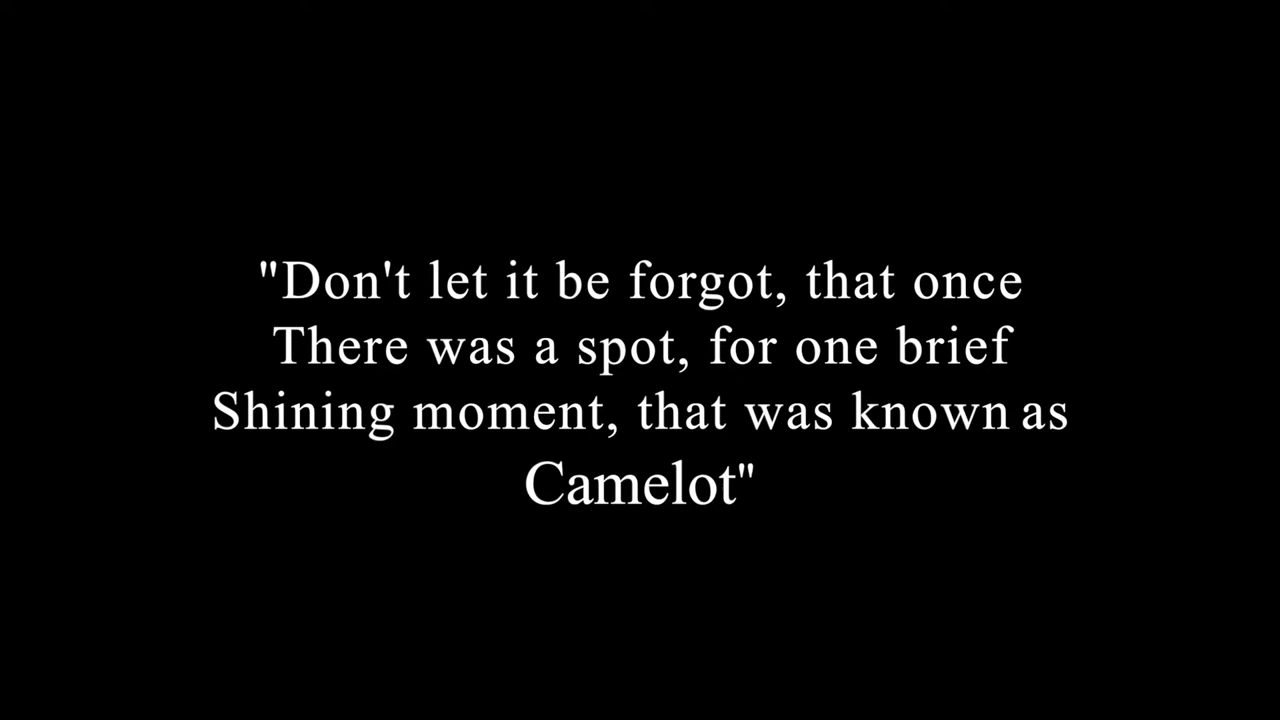 "Don't let it be forgot, that once
There was a spot, for one brief
Shining moment, that was known as
Camelot"